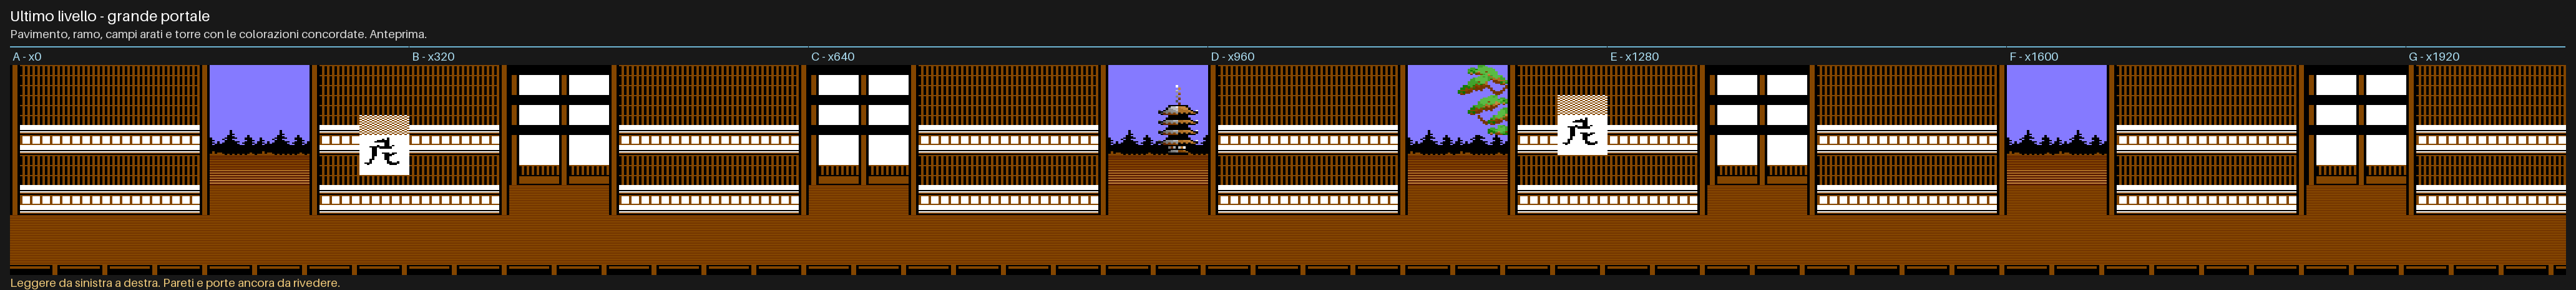 Ultimo livello - grande portale
Pavimento, ramo, campi arati e torre con le colorazioni concordate. Anteprima.
A - x0
B - x320
C - x640
D - x960
E - x1280
F - x1600
G - x1920
Leggere da sinistra a destra. Pareti e porte ancora da rivedere.